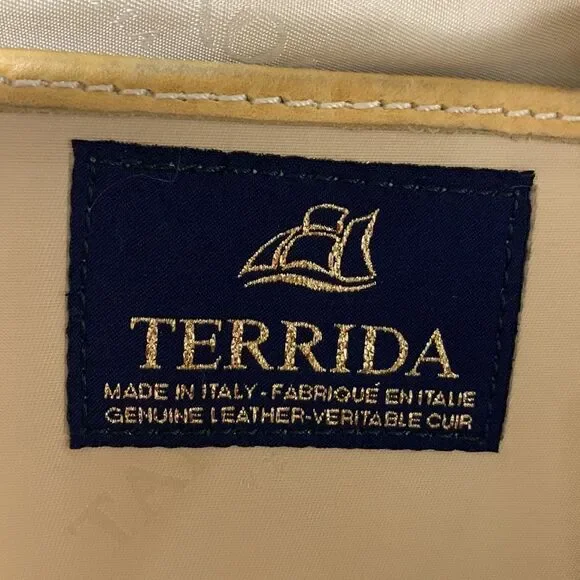 TERRIDA
MADE IN ITALY - FABRIQUÉ EN ITALIE
GENUINE LEATHER-VERITABLE CUIR